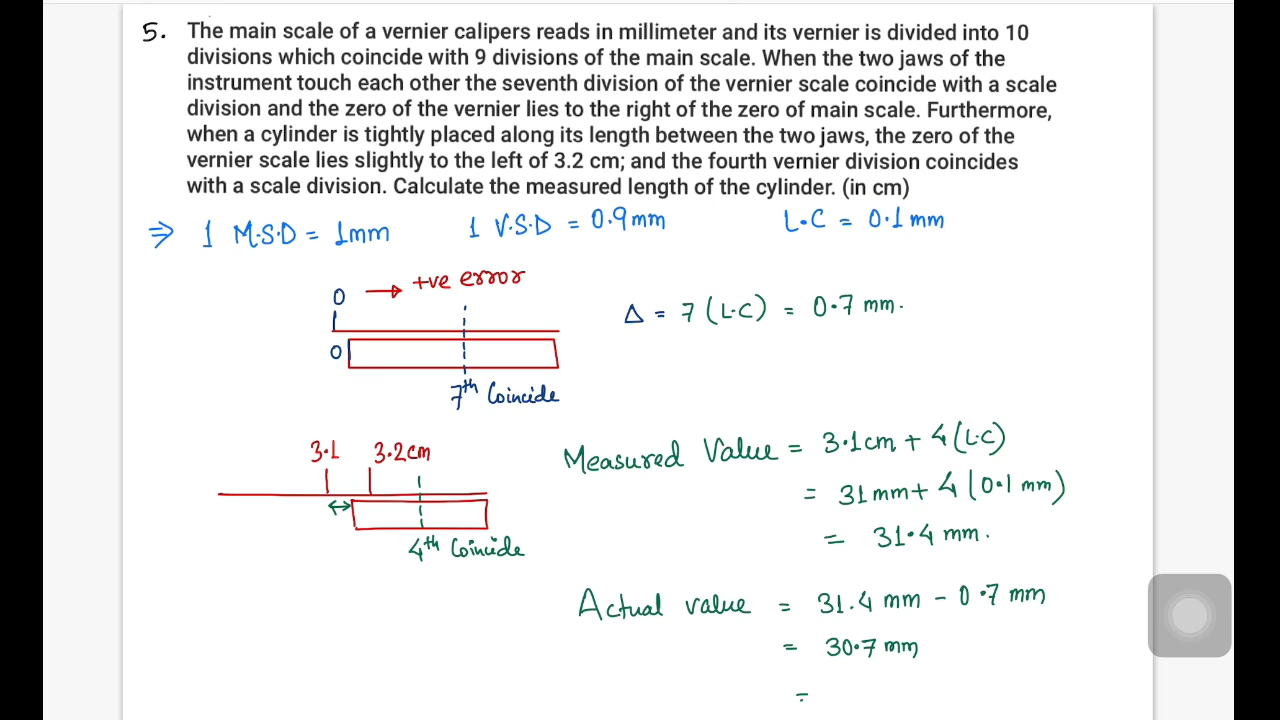 5. The main scale of a vernier calipers reads in millimeter and its vernier is divided into 10
divisions which coincide with 9 divisions of the main scale. When the two jaws of the
instrument touch each other the seventh division of the vernier scale coincide with a scale
division and the zero of the vernier lies to the right of the zero of main scale. Furthermore,
when a cylinder is tightly placed along its length between the two jaws, the zero of the
vernier scale lies slightly to the left of 3.2 cm; and the fourth vernier division coincides
with a scale division. Calculate the measured length of the cylinder. (in cm)
⇒ 1 M.S.D = 1mm 1 V.S.D = 0.9mm L.C = 0.1mm
0 → +ve error
Δ = 7 (L.C) = 0.7 mm.
0
7th Coincide
3.1 3.2cm
Measured Value = 3.1cm + 4(L.C)
= 31mm + 4(0.1 mm)
4th Coincide
= 31.4 mm.
Actual value = 31.4 mm - 0.7 mm
= 30.7 mm
=